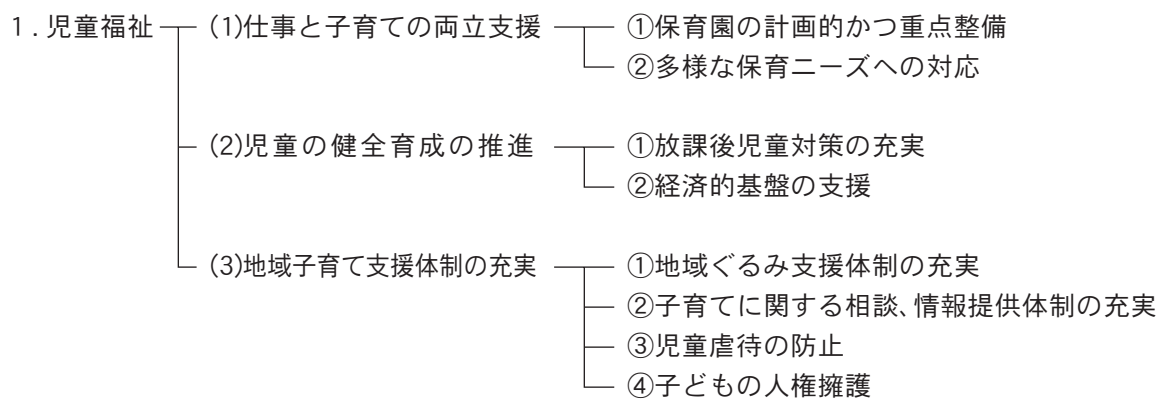 1.児童福祉 (1)仕事と子育ての両立支援 ①保育園の計画的かつ重点整備
②多様な保育ニーズへの対応
(2)児童の健全育成の推進 ①放課後児童対策の充実
②経済的基盤の支援
(3)地域子育て支援体制の充実 ①地域ぐるみ支援体制の充実
②子育てに関する相談、情報提供体制の充実
③児童虐待の防止
④子どもの人権擁護